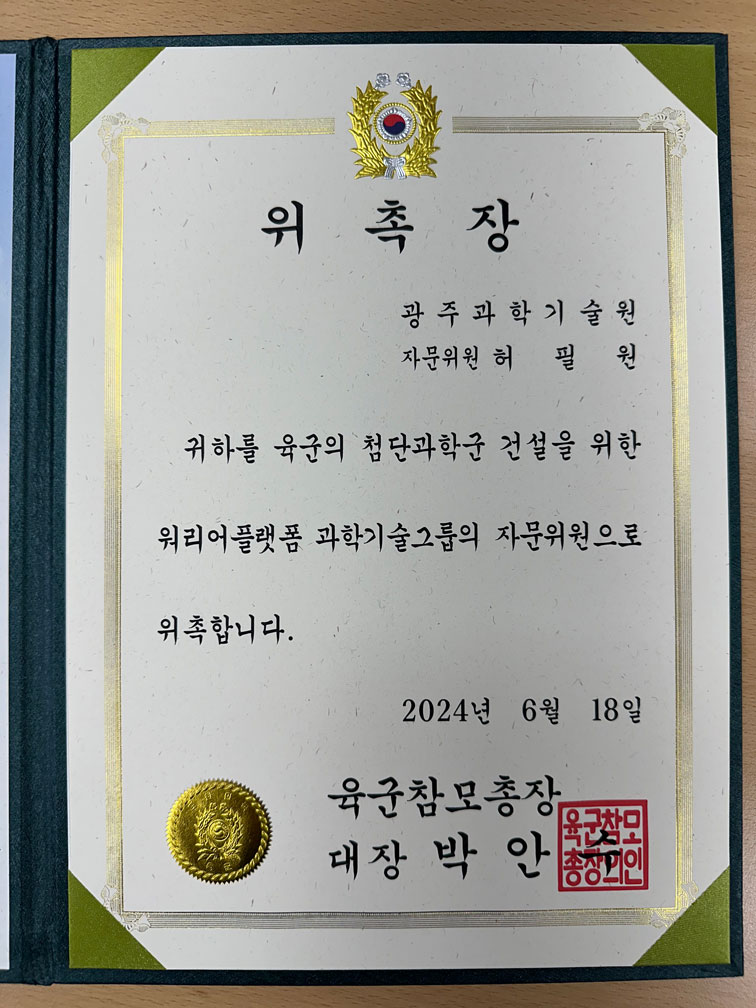 위 촉 장
광주과학기술원
자문위원 허 필 원
귀하를 육군의 첨단과학군 건설을 위한
워리어플랫폼 과학기술그룹의 자문위원으로
위촉합니다.
2024년 6월 18일
육군참모총장
대장 박 안 수
육군참모
총장의인